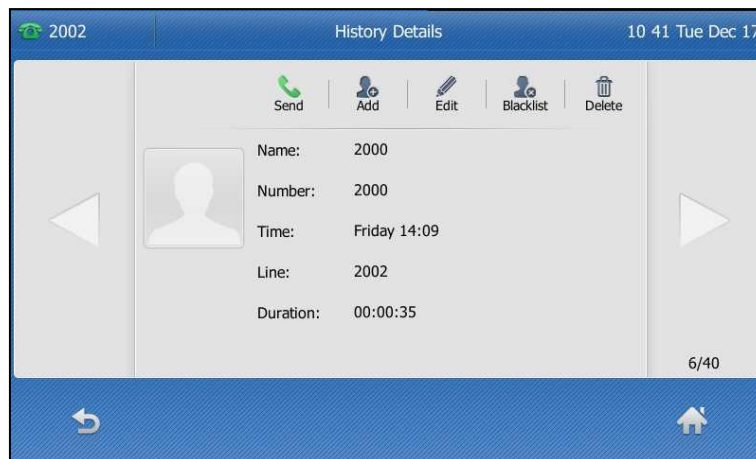 2002 History Details 10 41 Tue Dec 17
Send Add Edit Blacklist Delete
Name: 2000
Number: 2000
Time: Friday 14:09
Line: 2002
Duration: 00:00:35
6/40